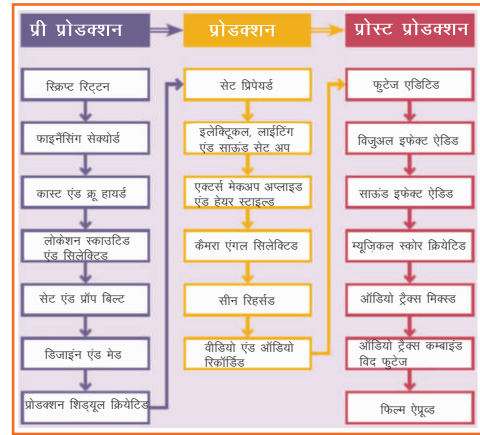 प्री प्रोडक्शन
स्क्रिप्ट रिट्टन
फाइनैंसिंग सेक्योर्ड
कास्ट एंड क्रू हायर्ड
लोकेशन स्काउटिड
एंड सिलेक्टिड
सेट एंड प्रॉप बिल्ट
डिजाइन एंड मेड
प्रोडक्शन शिड्यूल क्रियेटिड
प्रोडक्शन
सेट प्रिपेयर्ड
इलेक्ट्रिकल, लाईटिंग
एंड साऊंड सेट अप
एक्टर्स मेकअप अप्लाइड
एंड हेयर स्टाइल्ड
कैमरा एंगल सिलेक्टिड
सीन रिहर्सड
वीडियो एंड ऑडियो
रिकॉर्डिड
प्रोस्ट प्रोडक्शन
फुटेज एडिटिड
विजुअल इफेक्ट ऐडिड
साऊंड इफेक्ट ऐडिड
म्यूज़िकल स्कोर क्रियेटिड
ऑडियो ट्रैक्स मिक्स्ड
ऑडियो ट्रैक्स कम्बाइंड
विद फुटेज
फिल्म ऐप्रूव्ड